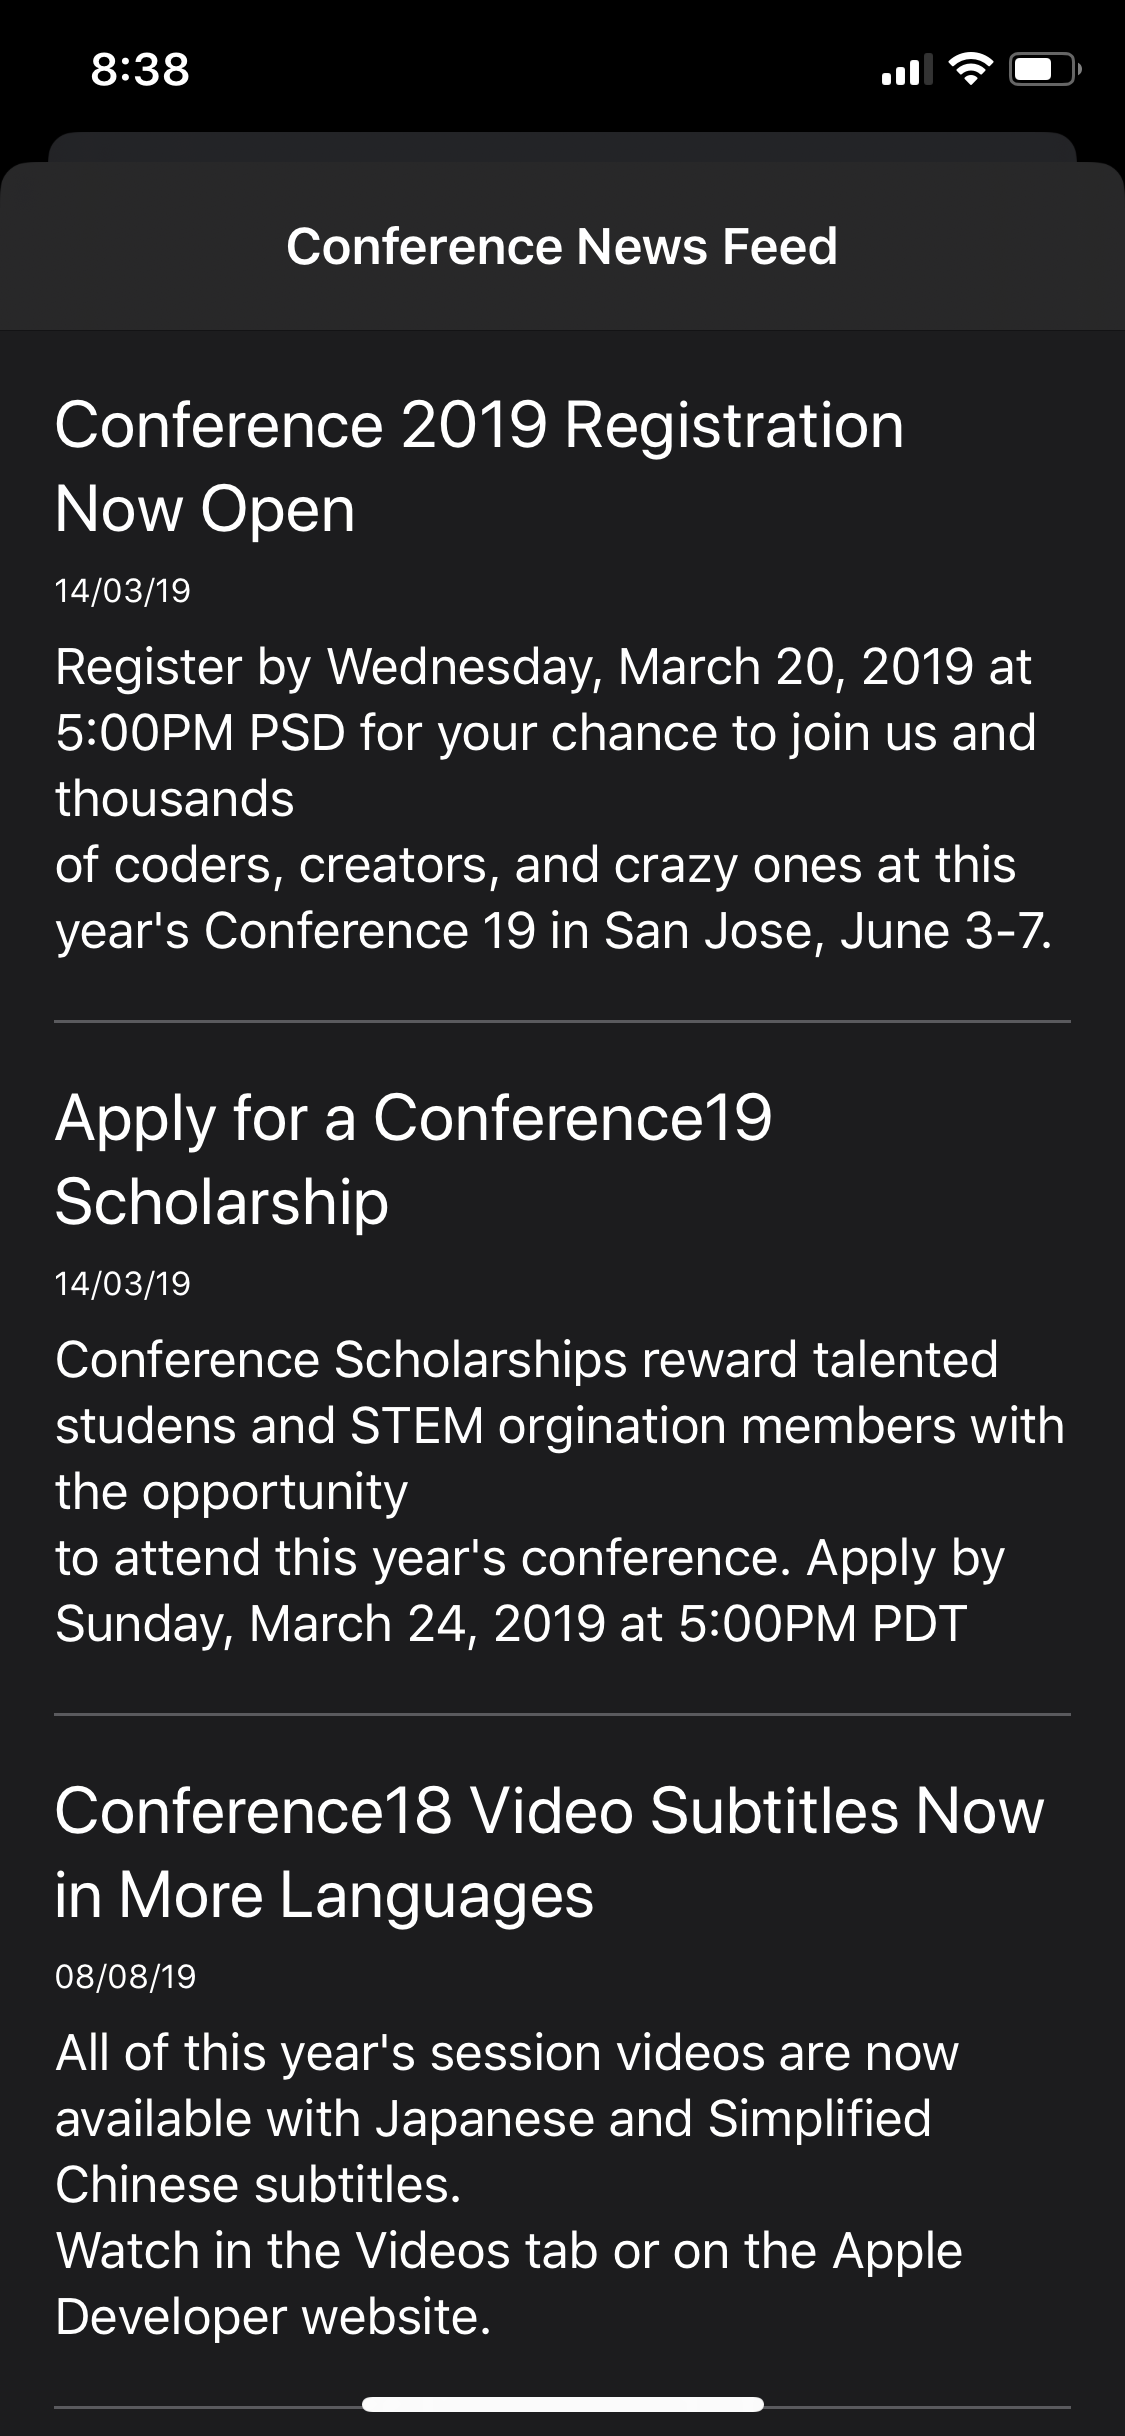 8:38
Conference News Feed
Conference 2019 Registration
Now Open
14/03/19
Register by Wednesday, March 20, 2019 at
5:00PM PSD for your chance to join us and
thousands
of coders, creators, and crazy ones at this
year's Conference 19 in San Jose, June 3-7.
Apply for a Conference19
Scholarship
14/03/19
Conference Scholarships reward talented
studens and STEM orgination members with
the opportunity
to attend this year's conference. Apply by
Sunday, March 24, 2019 at 5:00PM PDT
Conference18 Video Subtitles Now
in More Languages
08/08/19
All of this year's session videos are now
available with Japanese and Simplified
Chinese subtitles.
Watch in the Videos tab or on the Apple
Developer website.